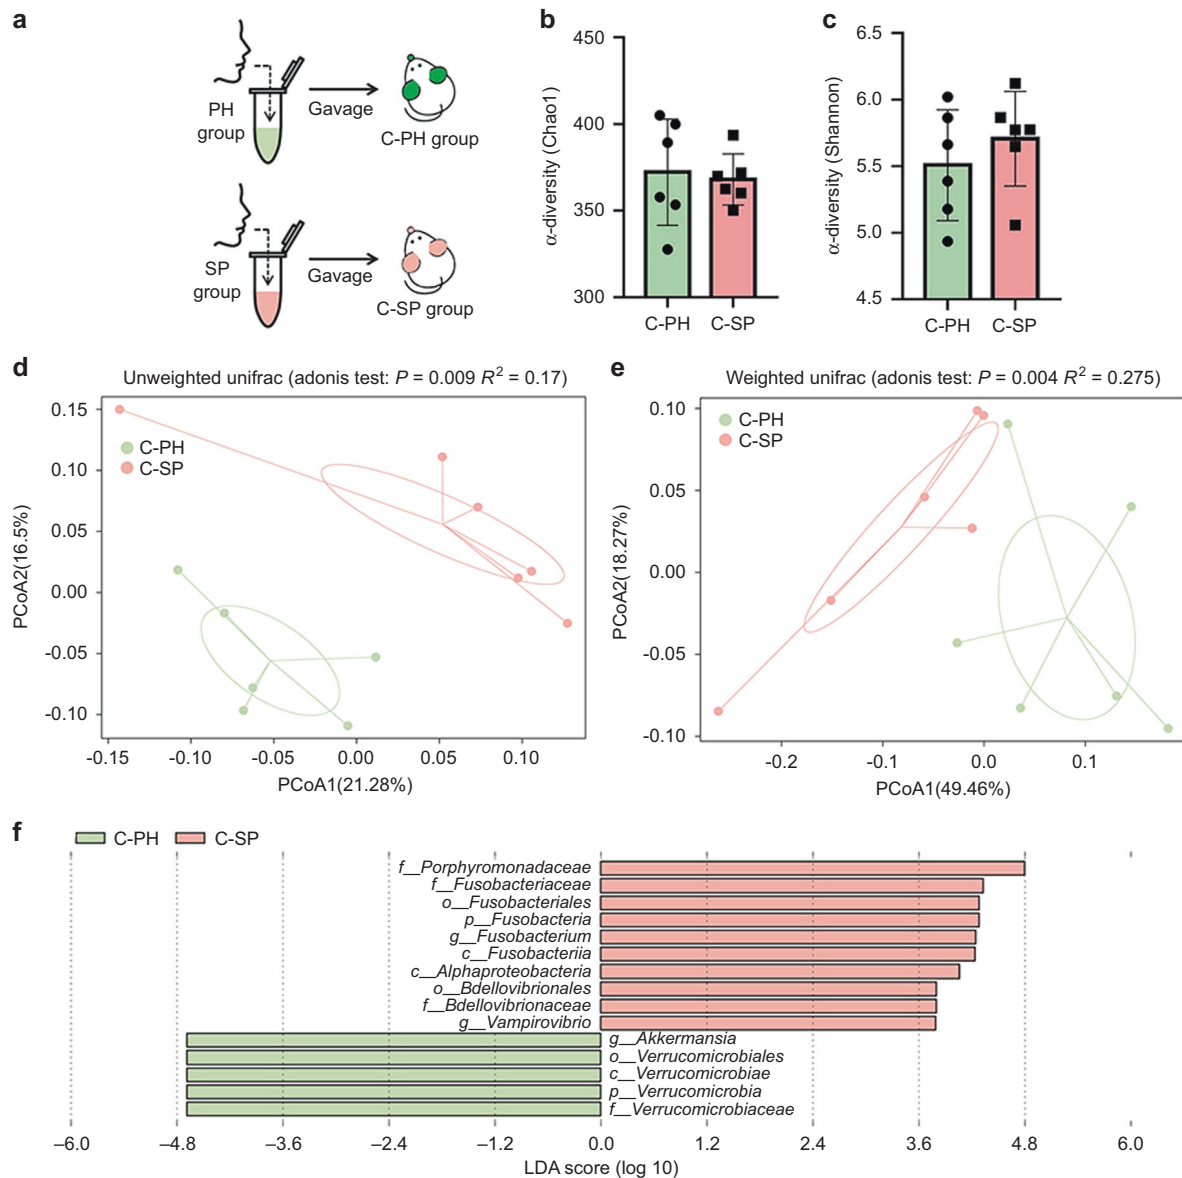 a
PH
group
Gavage
C-PH group
SP
group
Gavage
C-SP group
b
α-diversity (Chao1)
450
400
350
300
C-PH
C-SP
c
α-diversity (Shannon)
6.5
6.0
5.5
5.0
4.5
C-PH
C-SP
d
Unweighted unifrac (adonis test: P = 0.009 R² = 0.17)
C-PH
C-SP
PCoA2(16.5%)
0.15
0.10
0.05
0.00
-0.05
-0.10
-0.15
-0.10
-0.05
0.00
0.05
0.10
PCoA1(21.28%)
e
Weighted unifrac (adonis test: P = 0.004 R² = 0.275)
C-PH
C-SP
PCoA2(18.27%)
0.10
0.05
0.00
-0.05
-0.10
-0.2
-0.1
0.0
0.1
PCoA1(49.46%)
f
C-PH
C-SP
f__Porphyromonadaceae
f__Fusobacteriaceae
o__Fusobacteriales
p__Fusobacteria
g__Fusobacterium
c__Fusobacteriia
c__Alphaproteobacteria
o__Bdellovibrionales
f__Bdellovibrionaceae
g__Vampirovibrio
g__Akkermansia
o__Verrucomicrobiales
c__Verrucomicrobiae
p__Verrucomicrobia
f__Verrucomicrobiaceae
–6.0
–4.8
–3.6
–2.4
–1.2
0.0
1.2
2.4
3.6
4.8
6.0
LDA score (log 10)